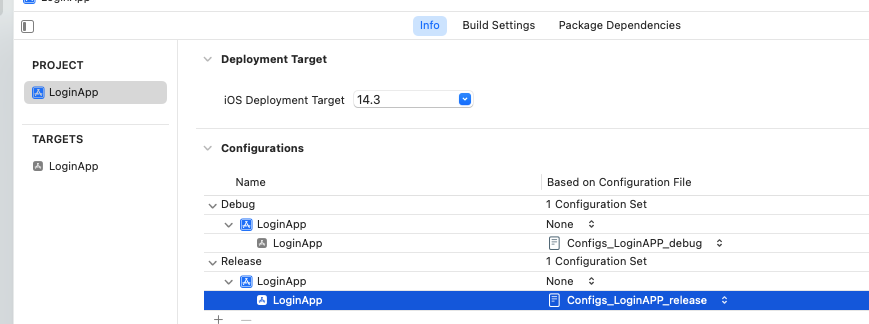 LoginApp
Info Build Settings Package Dependencies
PROJECT
LoginApp
TARGETS
LoginApp
Deployment Target
iOS Deployment Target 14.3
Configurations
Name Based on Configuration File
Debug 1 Configuration Set
LoginApp None
LoginApp Configs_LoginAPP_debug
Release 1 Configuration Set
LoginApp None
LoginApp Configs_LoginAPP_release